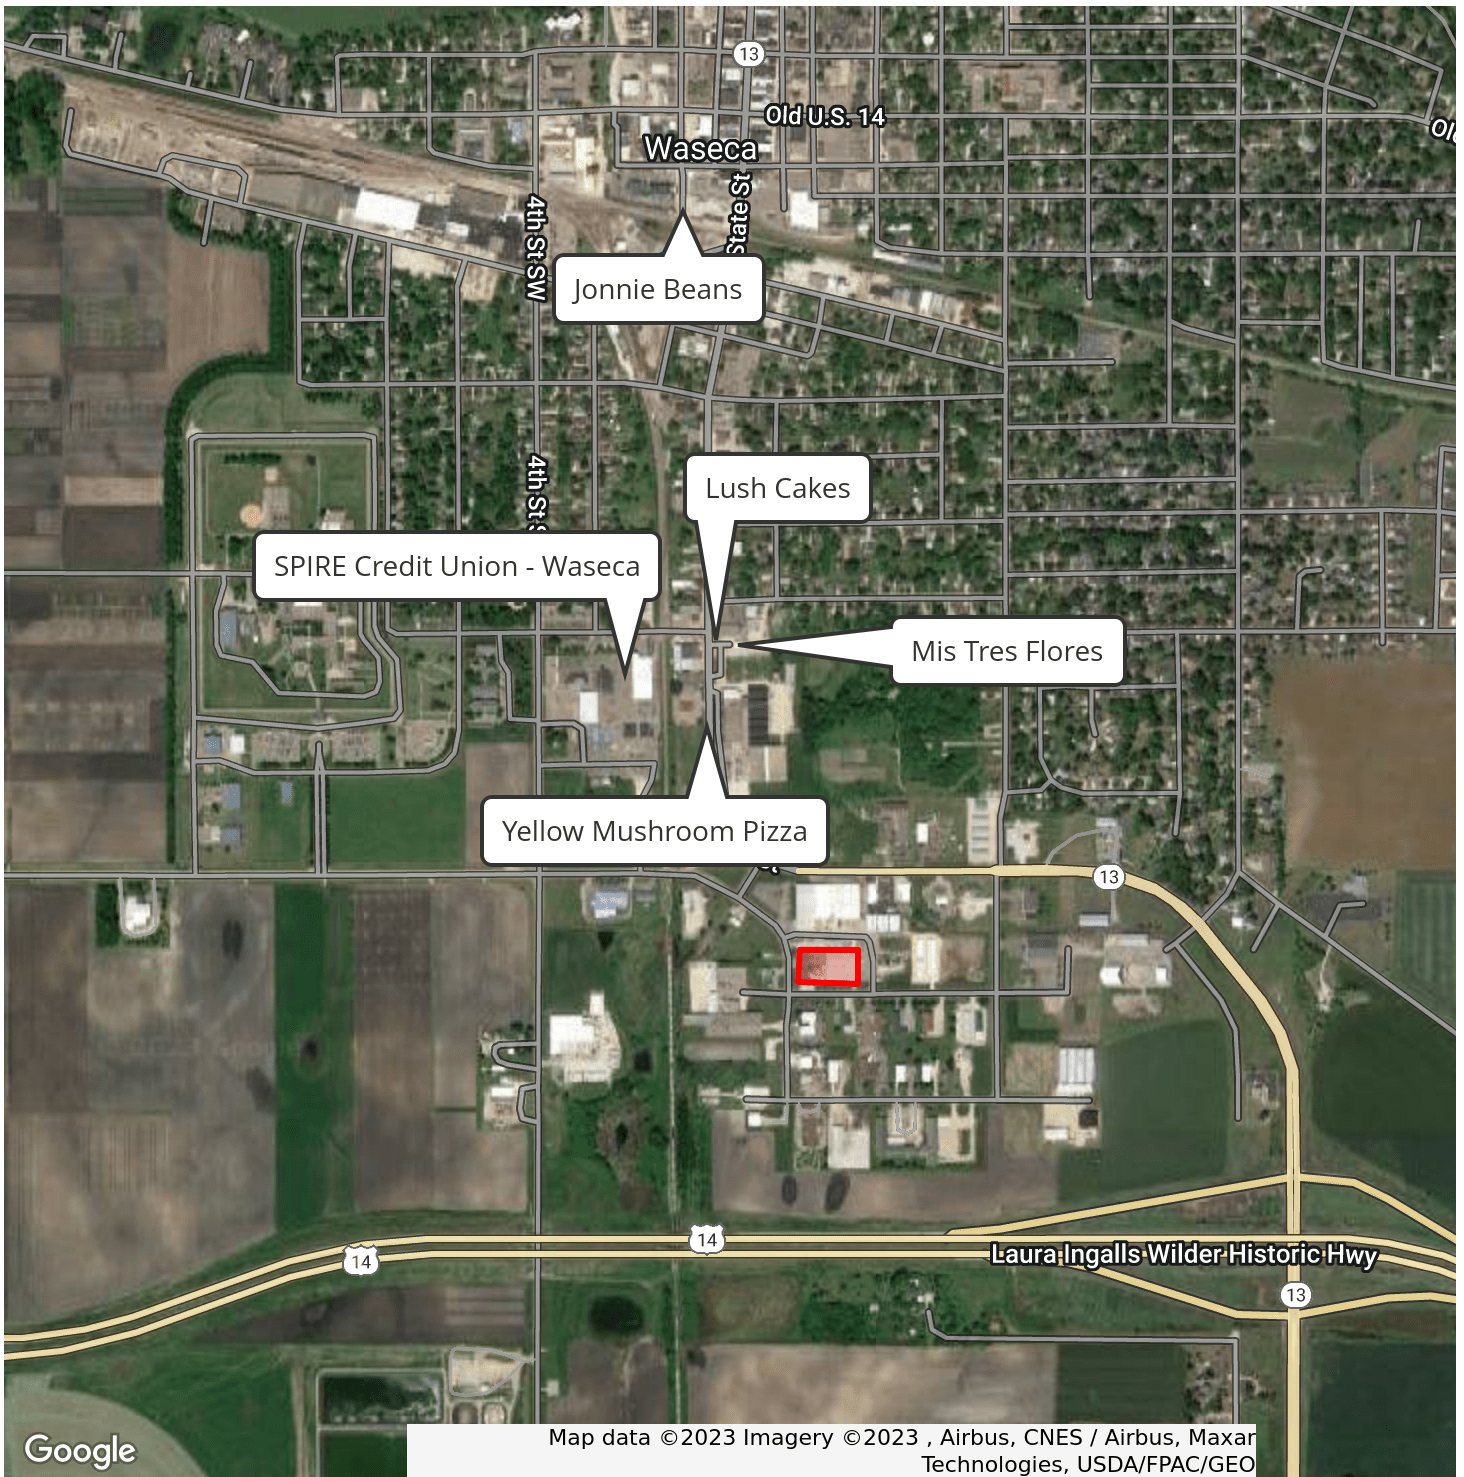 13
Old U.S. 14
Waseca
4th St SW
State St
Jonnie Beans
4th St S
Lush Cakes
SPIRE Credit Union - Waseca
Mis Tres Flores
Yellow Mushroom Pizza
13
14
14
Laura Ingalls Wilder Historic Hwy
13
Google
Map data ©2023 Imagery ©2023 , Airbus, CNES / Airbus, Maxar
Technologies, USDA/FPAC/GEO